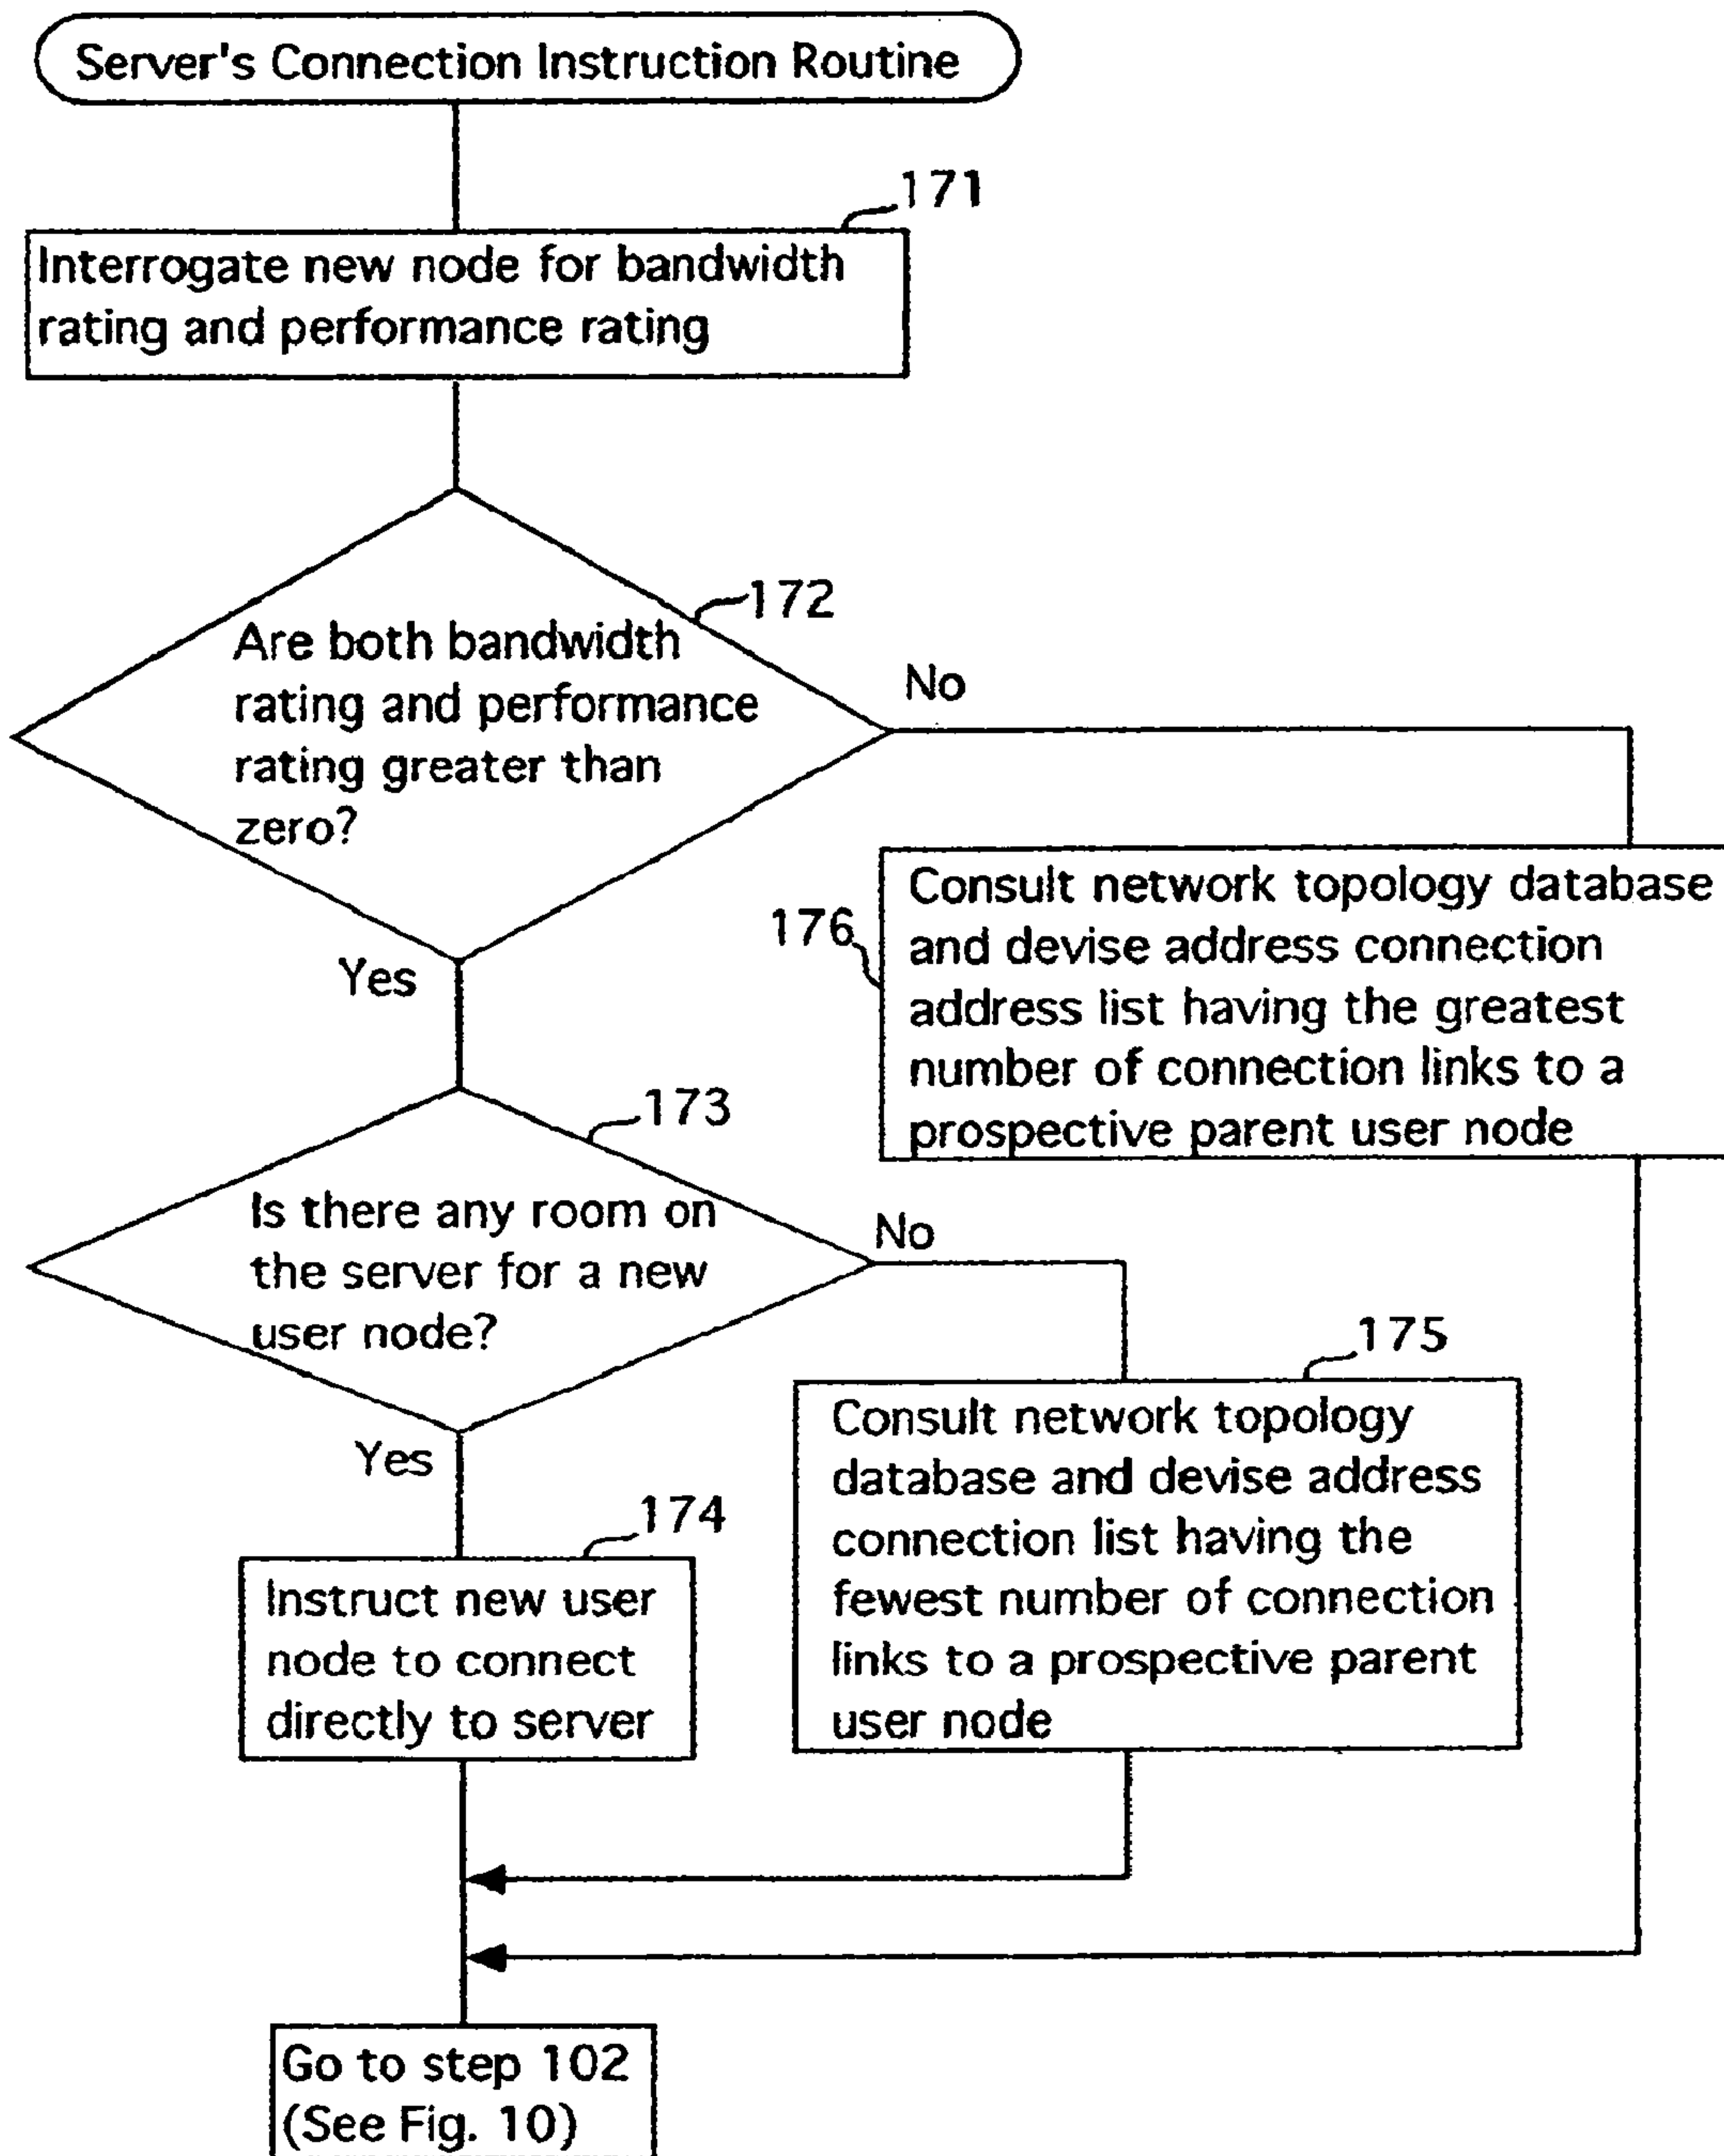 Server's Connection Instruction Routine
171
Interrogate new node for bandwidth
rating and performance rating
172
Are both bandwidth
rating and performance
rating greater than
zero?
No
Yes
176
Consult network topology database
and devise address connection
address list having the greatest
number of connection links to a
prospective parent user node
173
Is there any room on
the server for a new
user node?
No
Yes
175
Consult network topology
database and devise address
connection list having the
fewest number of connection
links to a prospective parent
user node
174
Instruct new user
node to connect
directly to server
Go to step 102
(See Fig. 10)